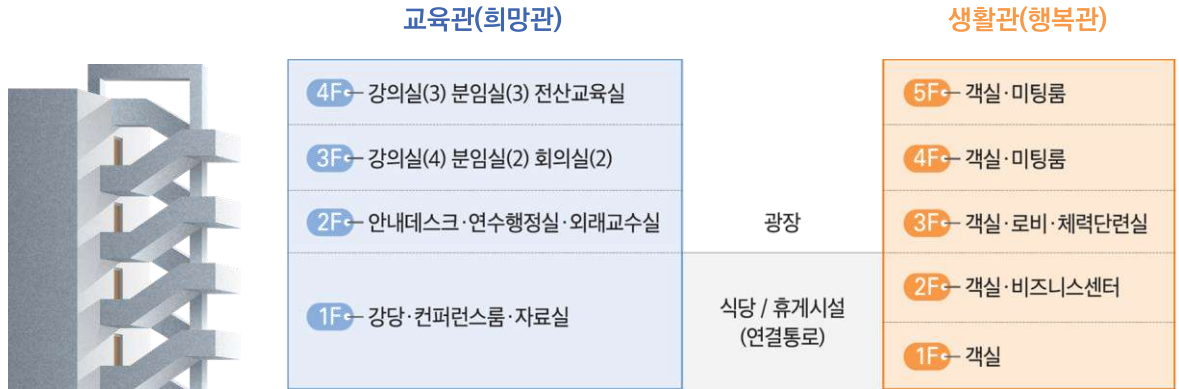 교육관(희망관)
4F 강의실(3) 분임실(3) 전산교육실
3F 강의실(4) 분임실(2) 회의실(2)
2F 안내데스크·연수행정실·외래교수실
1F 강당·컨퍼런스룸·자료실
광장
식당 / 휴게시설
(연결통로)
생활관(행복관)
5F 객실·미팅룸
4F 객실·미팅룸
3F 객실·로비·체력단련실
2F 객실·비즈니스센터
1F 객실